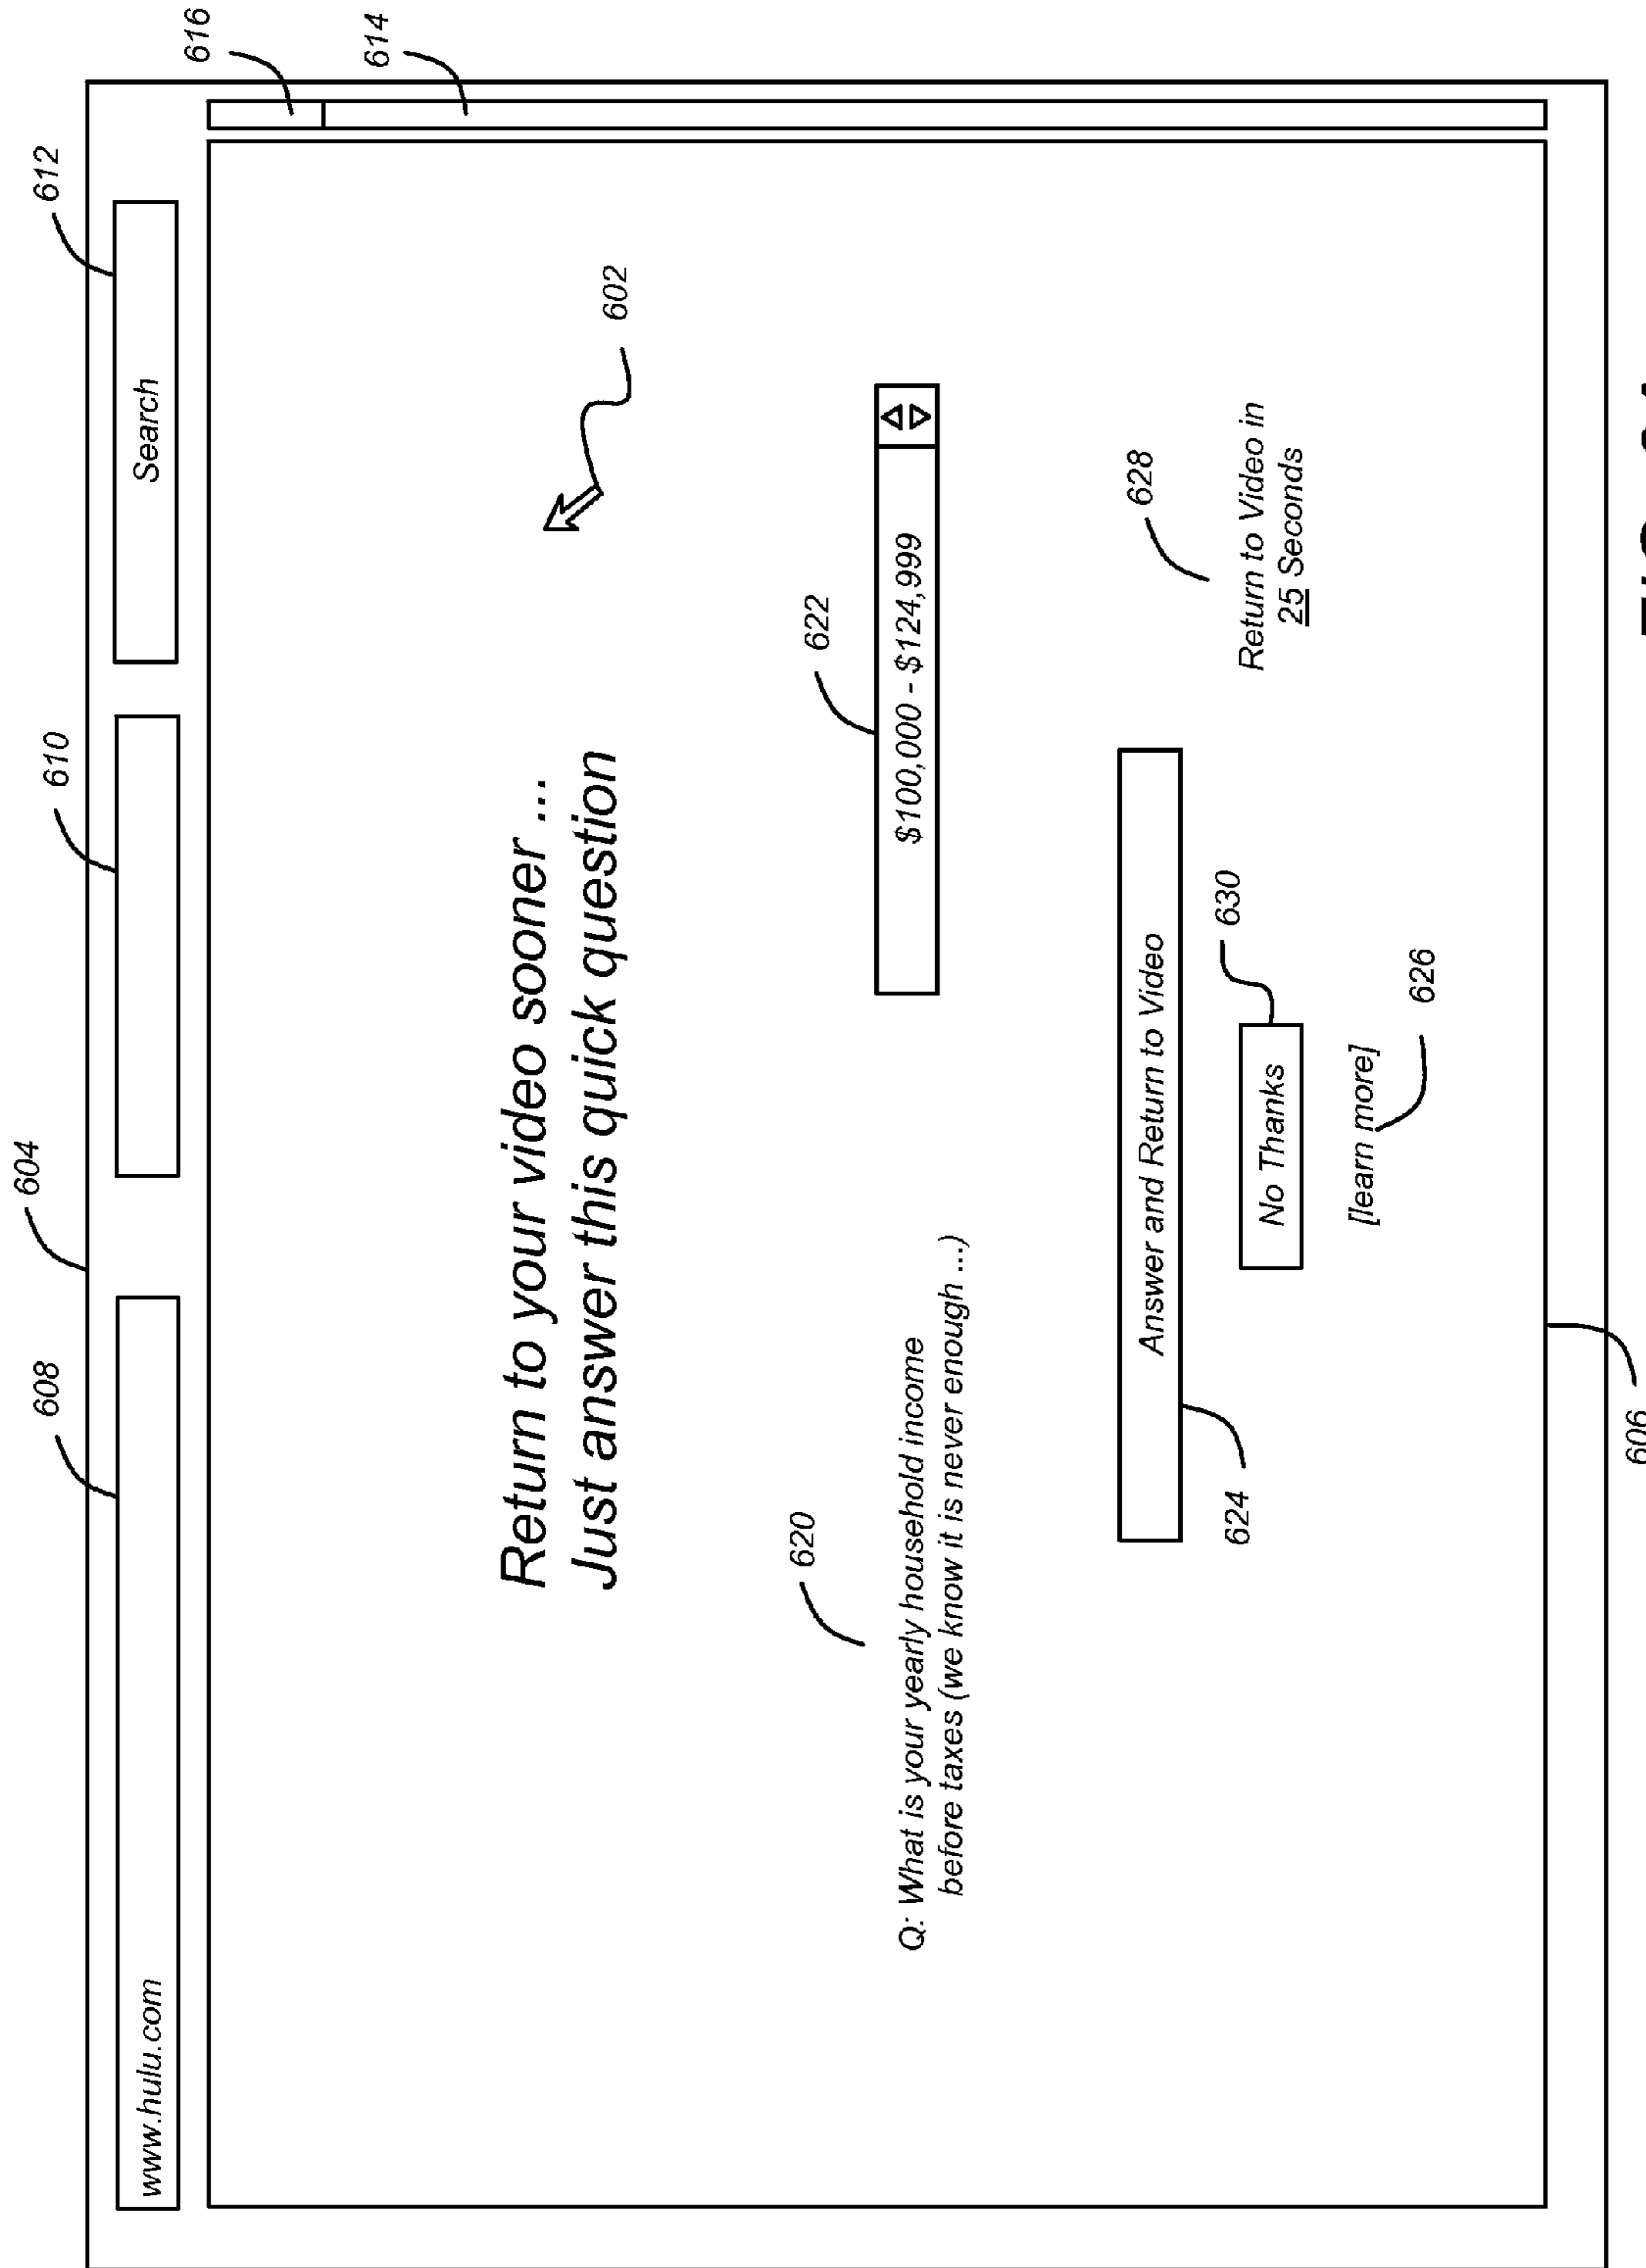 604
608
610
612
616
www.hulu.com
Search
614
Return to your video sooner ...
Just answer this quick question
602
620
622
Q: What is your yearly household income
before taxes (we know it is never enough ...)
$100,000 - $124,999
628
Answer and Return to Video
624
630
No Thanks
Return to Video in
25 Seconds
[learn more]
626
606